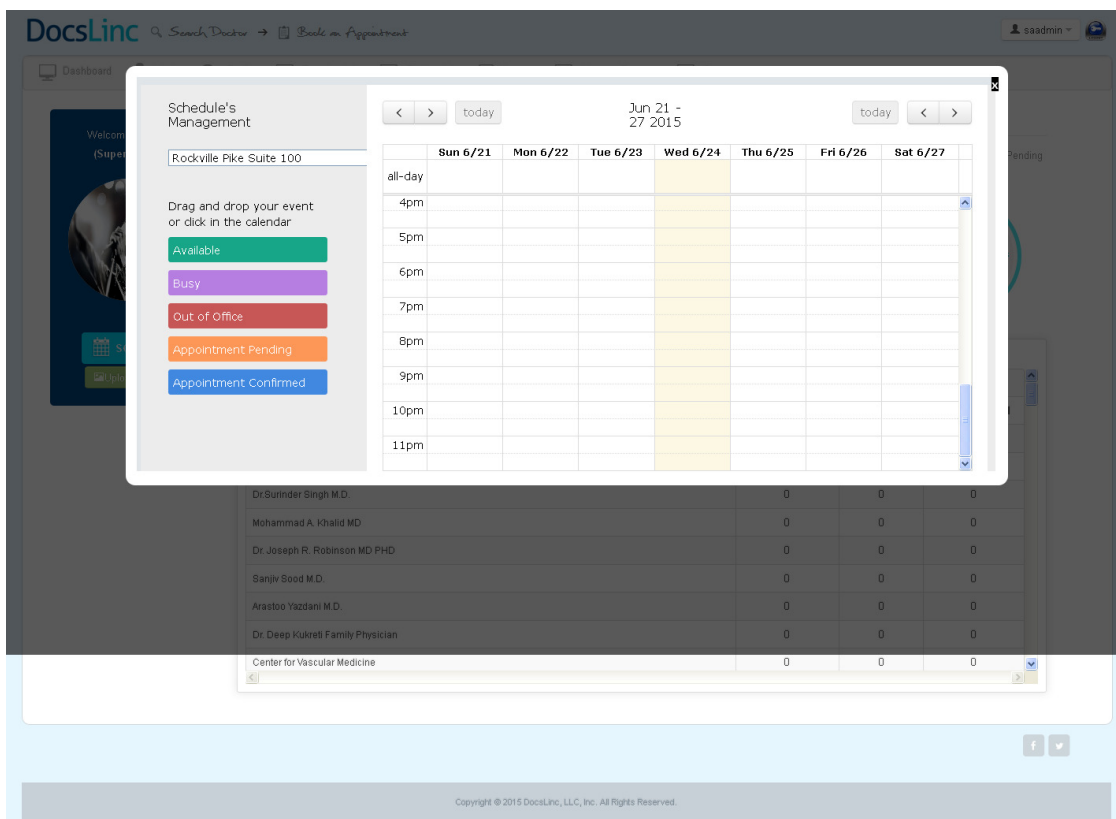 DocsLinc Search Doctor → Book an Appointment
saadmin
Dashboard
x
Schedule's
Management
Rockville Pike Suite 100
Drag and drop your event
or click in the calendar
Available
Busy
Out of Office
Appointment Pending
Appointment Confirmed
< > today
Jun 21 -
27 2015
today < >
Sun 6/21 Mon 6/22 Tue 6/23 Wed 6/24 Thu 6/25 Fri 6/26 Sat 6/27
all-day
4pm
5pm
6pm
7pm
8pm
9pm
10pm
11pm
Pending
Dr.Surinder Singh M.D. 0 0 0
Mohammad A. Khalid MD 0 0 0
Dr. Joseph R. Robinson MD PHD 0 0 0
Sanjiv Sood M.D. 0 0 0
Arastoo Yazdani M.D. 0 0 0
Dr. Deep Kukreti Family Physician 0 0 0
Center for Vascular Medicine 0 0 0
Copyright © 2015 DocsLinc, LLC, Inc. All Rights Reserved.